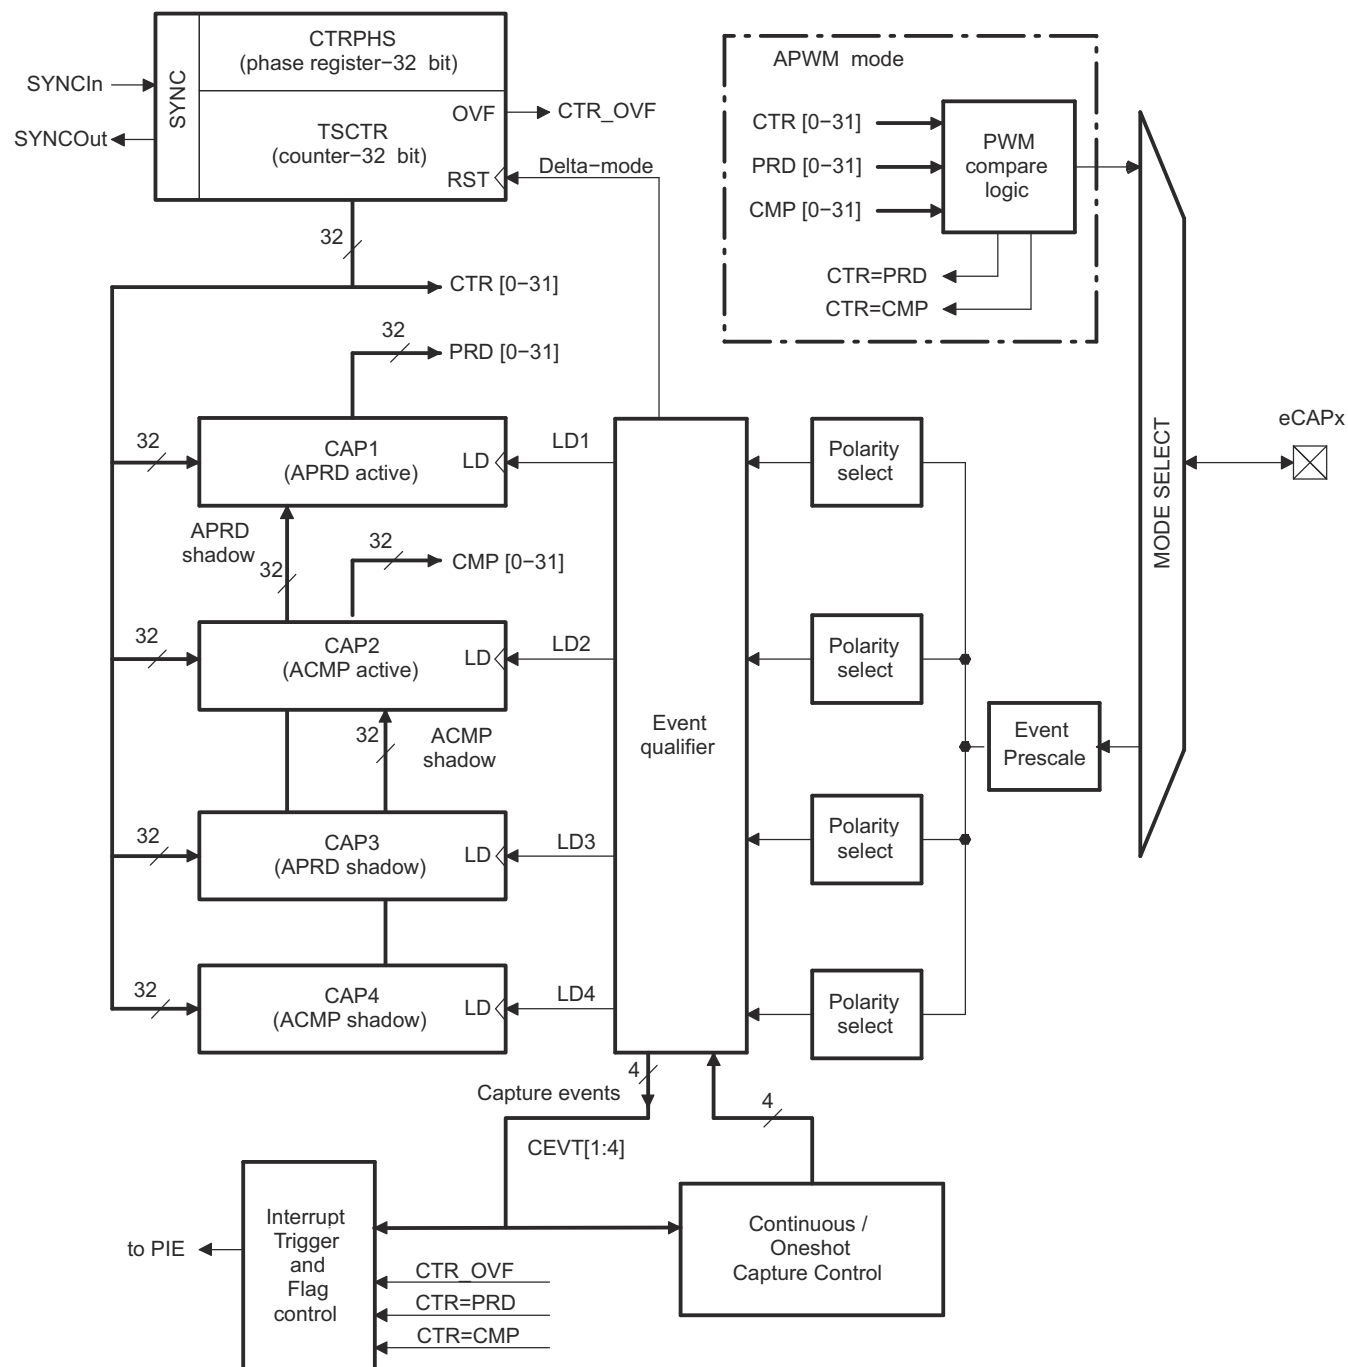 CTRPHS
(phase register−32 bit)
SYNC
SYNCIn
SYNCOut
OVF
CTR_OVF
TSCTR
(counter−32 bit)
RST
Delta−mode
32
CTR [0−31]
32
PRD [0−31]
APWM mode
CTR [0−31]
PRD [0−31]
CMP [0−31]
PWM
compare
logic
CTR=PRD
CTR=CMP
MODE SELECT
eCAPx
32
CAP1
(APRD active)
LD
LD1
Polarity
select
APRD
shadow
32
32
CMP [0−31]
32
CAP2
(ACMP active)
LD
LD2
Polarity
select
32
ACMP
shadow
Event
qualifier
Event
Prescale
32
CAP3
(APRD shadow)
LD
LD3
Polarity
select
32
CAP4
(ACMP shadow)
LD
LD4
Polarity
select
4
Capture events
4
CEVT[1:4]
Interrupt
Trigger
and
Flag
control
to PIE
CTR_OVF
CTR=PRD
CTR=CMP
Continuous /
Oneshot
Capture Control